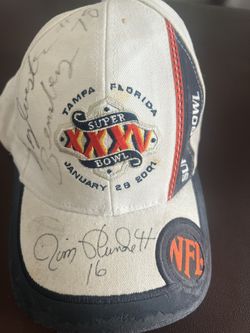 TAMPA FLORIDA
SUPER
XXXV
BOWL
JANUARY 28 2001
BOWL
Jim Plunkett
16
NFL